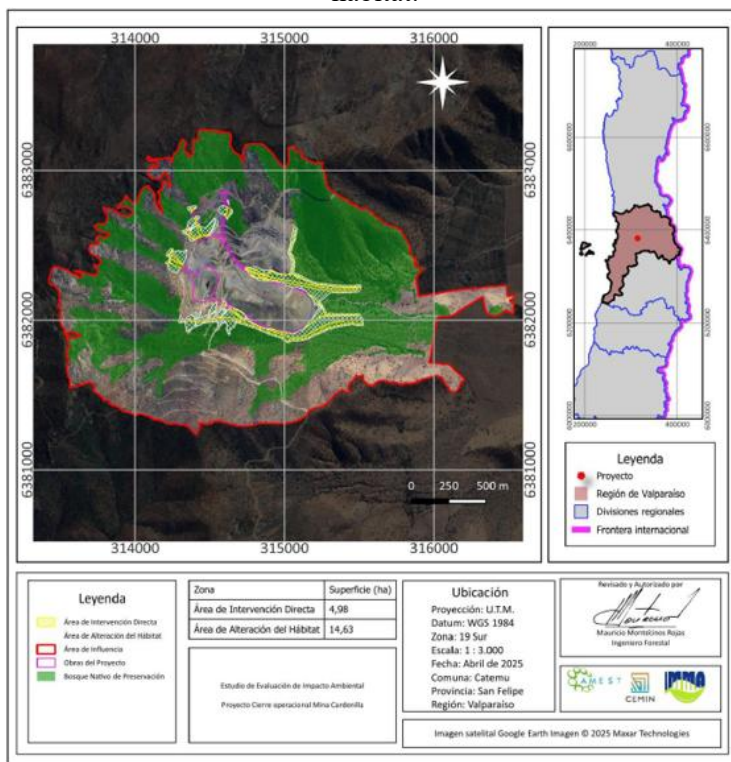 314000
315000
316000
6383000
6382000
6381000
0 250 500 m
314000
315000
316000
200000
400000
6600000
6600000
6400000
6400000
6200000
6200000
6000000
6000000
200000
400000
Leyenda
Proyecto
Región de Valparaíso
Divisiones regionales
Frontera internacional
Leyenda
Área de Intervención Directa
Área de Alteración del Hábitat
Área de Influencia
Obras del Proyecto
Bosque Nativo de Preservación
Zona Superficie (ha)
Área de Intervención Directa 4,98
Área de Alteración del Hábitat 14,63
Estudio de Evaluación de Impacto Ambiental
Proyecto Cierre operacional Mina Cardenilla
Ubicación
Proyección: U.T.M.
Datum: WGS 1984
Zona: 19 Sur
Escala: 1 : 3.000
Fecha: Abril de 2025
Comuna: Catemu
Provincia: San Felipe
Región: Valparaíso
Revisado y Autorizado por
Mauricio Montecinos Rojas
Ingeniero Forestal
AMEST
CEMIN
IMMA
Imagen satelital Google Earth Imagen © 2025 Maxar Technologies